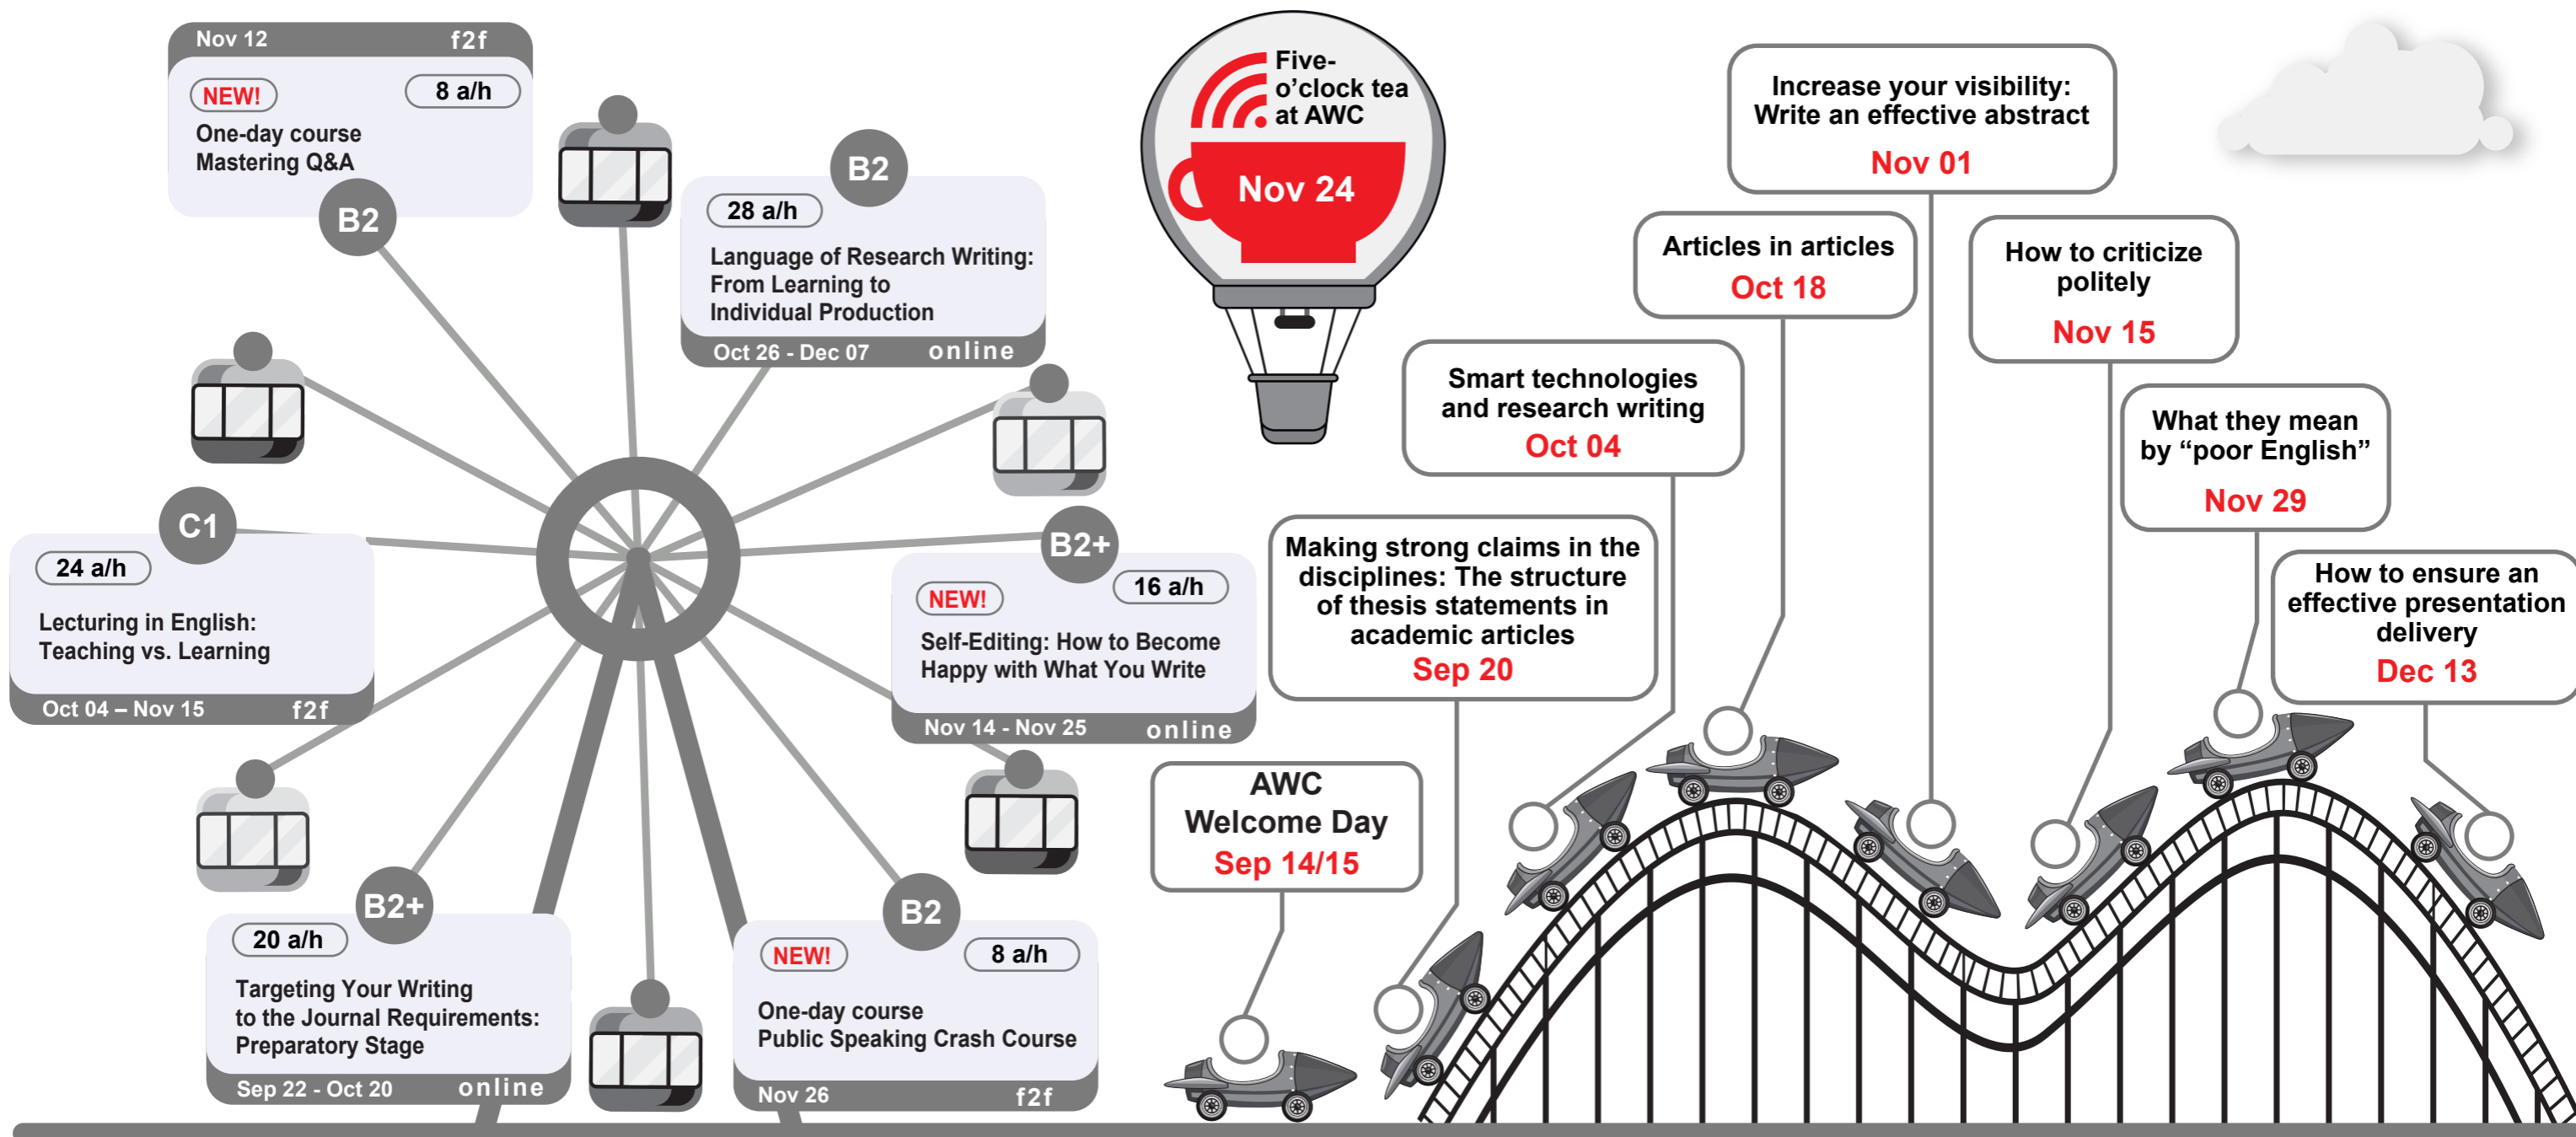 Nov 12 f2f
NEW! 8 a/h
One-day course
Mastering Q&A
B2
B2
28 a/h
Language of Research Writing:
From Learning to
Individual Production
Oct 26 - Dec 07 online
C1
24 a/h
Lecturing in English:
Teaching vs. Learning
Oct 04 – Nov 15 f2f
B2+
NEW! 16 a/h
Self-Editing: How to Become
Happy with What You Write
Nov 14 - Nov 25 online
B2+
20 a/h
Targeting Your Writing
to the Journal Requirements:
Preparatory Stage
Sep 22 - Oct 20 online
B2
NEW! 8 a/h
One-day course
Public Speaking Crash Course
Nov 26 f2f
Five-
o’clock tea
at AWC
Nov 24
AWC
Welcome Day
Sep 14/15
Making strong claims in the
disciplines: The structure
of thesis statements in
academic articles
Sep 20
Smart technologies
and research writing
Oct 04
Articles in articles
Oct 18
Increase your visibility:
Write an effective abstract
Nov 01
How to criticize
politely
Nov 15
What they mean
by “poor English”
Nov 29
How to ensure an
effective presentation
delivery
Dec 13